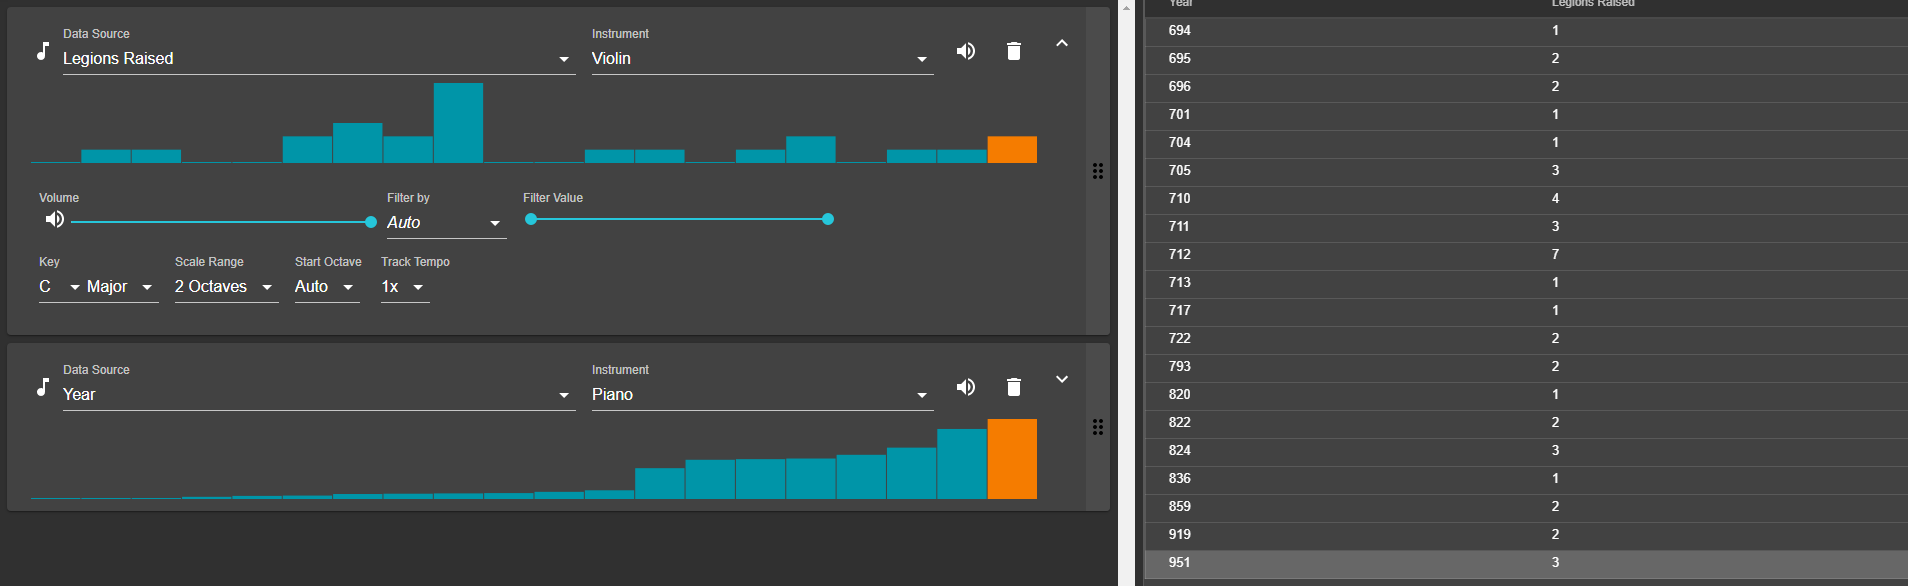 Data Source
Instrument
Legions Raised
Violin
Volume
Filter by
Filter Value
Auto
Key
Scale Range
Start Octave
Track Tempo
C
Major
2 Octaves
Auto
1x
Data Source
Instrument
Year
Piano
Year Legions Raised
694 1
695 2
696 2
701 1
704 1
705 3
710 4
711 3
712 7
713 1
717 1
722 2
793 2
820 1
822 2
824 3
836 1
859 2
919 2
951 3